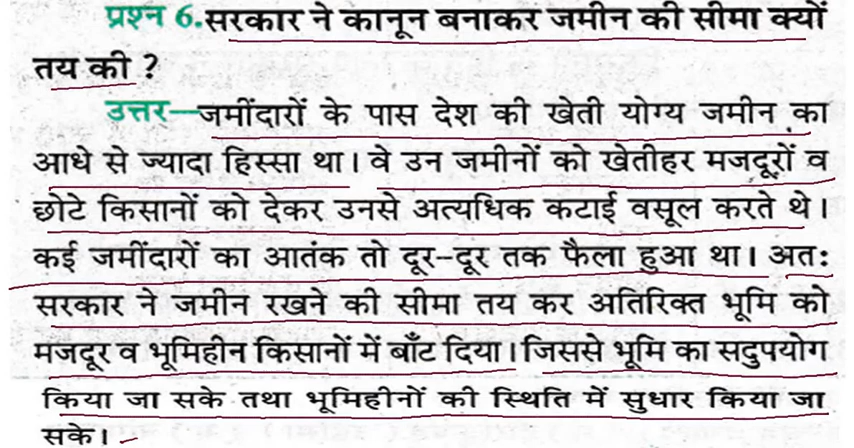 प्रश्न 6.सरकार ने कानून बनाकर जमीन की सीमा क्यों
तय की ?
उत्तर—जमींदारों के पास देश की खेती योग्य जमीन का
आधे से ज्यादा हिस्सा था। वे उन जमीनों को खेतीहर मजदूरों व
छोटे किसानों को देकर उनसे अत्यधिक कटाई वसूल करते थे।
कई जमींदारों का आतंक तो दूर-दूर तक फैला हुआ था। अत:
सरकार ने जमीन रखने की सीमा तय कर अतिरिक्त भूमि को
मजदूर व भूमिहीन किसानों में बाँट दिया। जिससे भूमि का सदुपयोग
किया जा सके तथा भूमिहीनों की स्थिति में सुधार किया जा
सके।